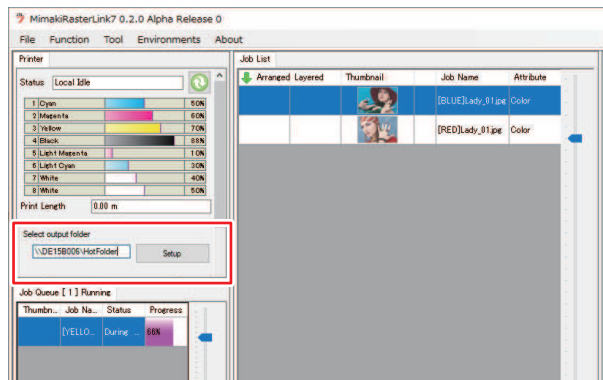 MimakiRasterLink7 0.2.0 Alpha Release 0
File Function Tool Environments About
Printer
Status Local Idle
1 Cyan 50%
2 Magenta 60%
3 Yellow 70%
4 Black 88%
5 Light Magenta 10%
6 Light Cyan 30%
7 White 40%
8 White 50%
Print Length 0.00 m
Select output folder
\\DE15B006\HotFolder Setup
Job Queue [ 1 ] Running
Thumbn... Job Na... Status Progress
[YELLO... During ... 66%
Job List
Arranged Layered Thumbnail Job Name Attribute
[BLUE]Lady_01.jpg Color
[RED]Lady_01.jpg Color